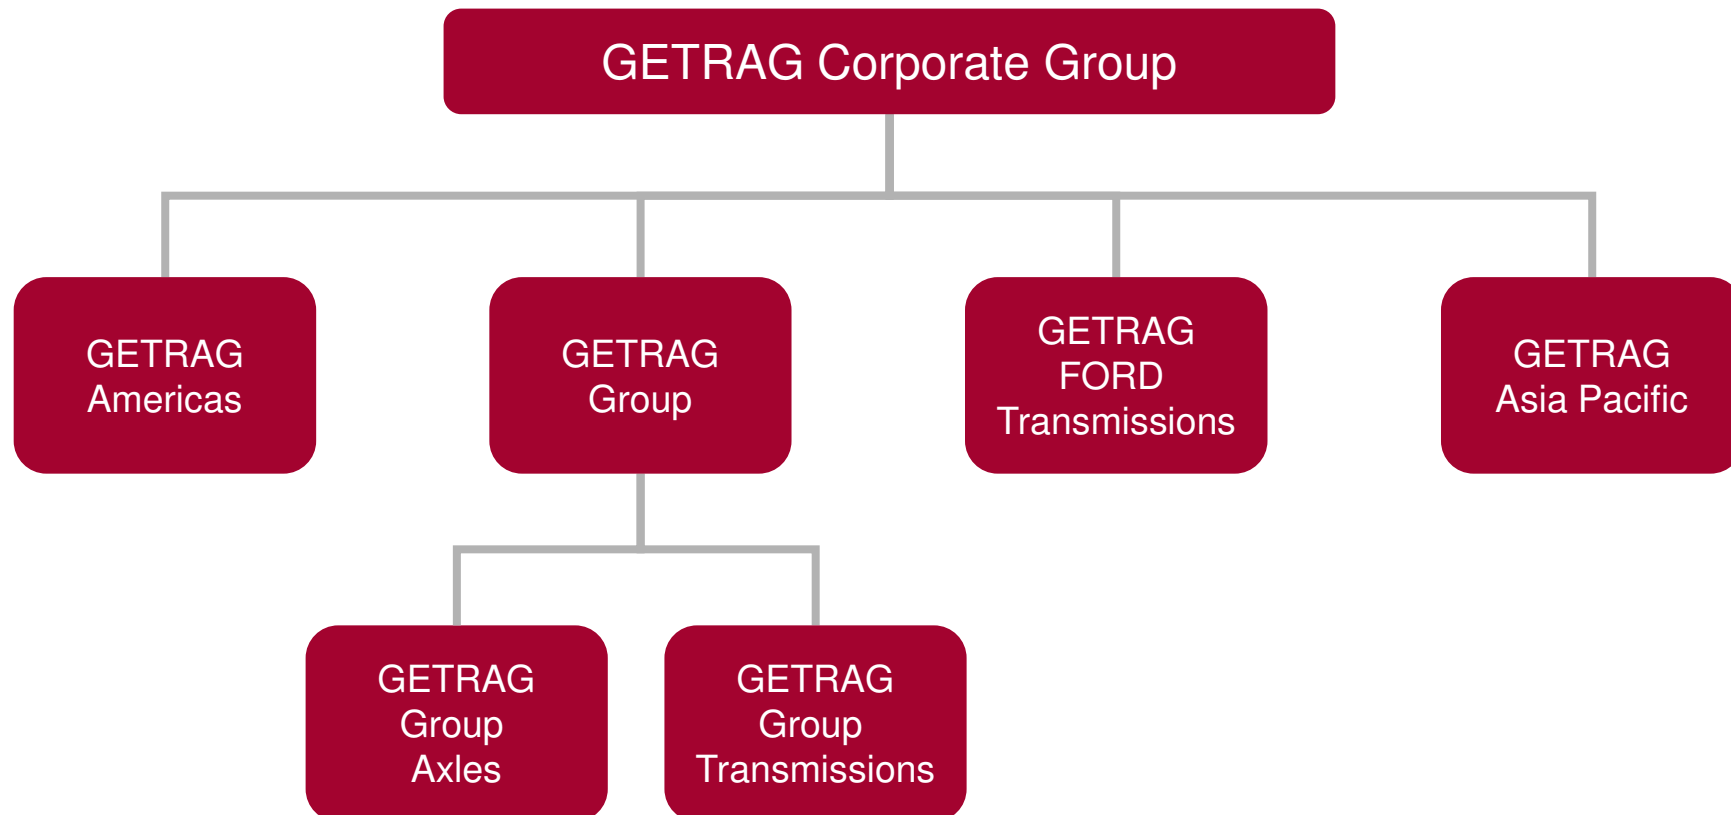 GETRAG Corporate Group
GETRAG
Americas
GETRAG
Group
GETRAG
FORD
Transmissions
GETRAG
Asia Pacific
GETRAG
Group
Axles
GETRAG
Group
Transmissions